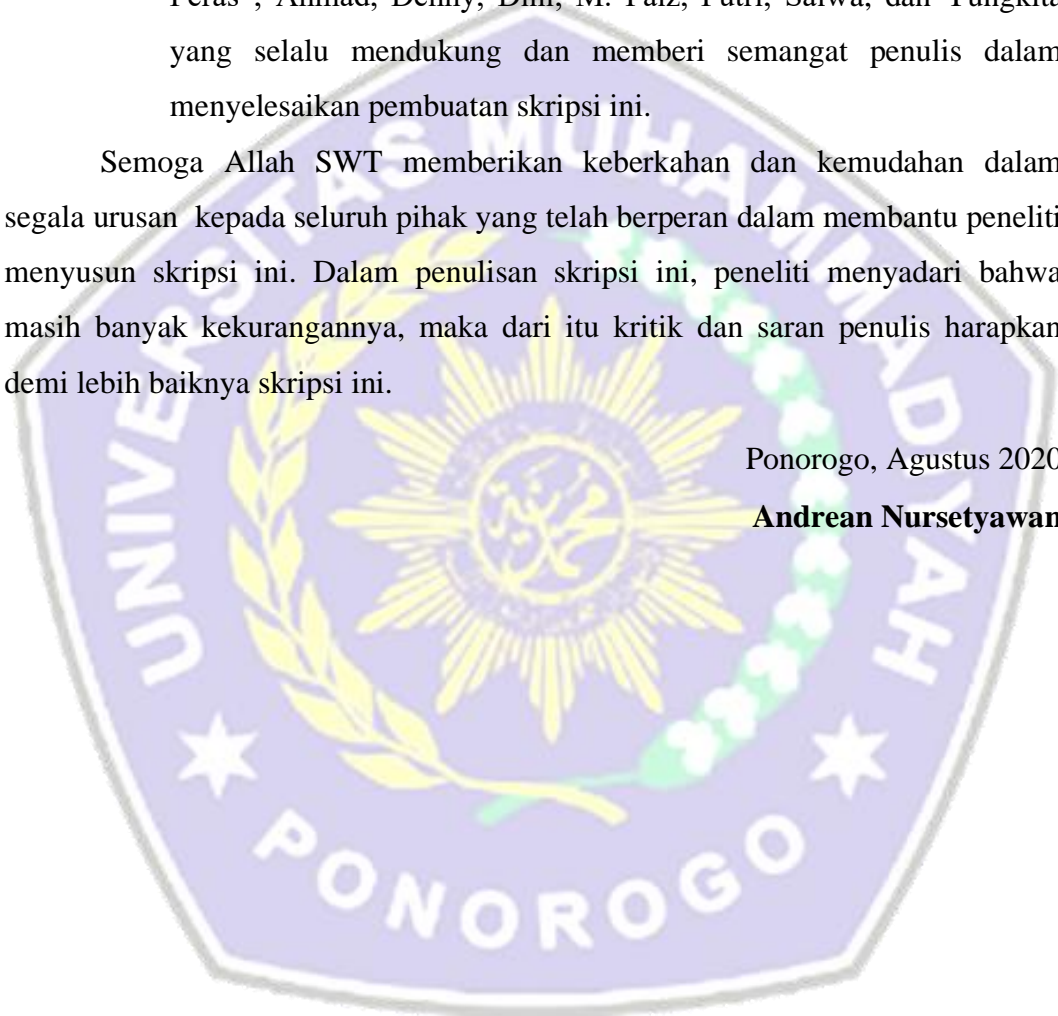 yang selalu mendukung dan memberi semangat penulis dalam
menyelesaikan pembuatan skripsi ini.
Semoga Allah SWT memberikan keberkahan dan kemudahan dalam
segala urusan kepada seluruh pihak yang telah berperan dalam membantu peneliti
menyusun skripsi ini. Dalam penulisan skripsi ini, peneliti menyadari bahwa
masih banyak kekurangannya, maka dari itu kritik dan saran penulis harapkan
demi lebih baiknya skripsi ini.
Ponorogo, Agustus 2020
Andrean Nursetyawan
UNIVERSITAS MUHAMMADIYAH
PONOROGO